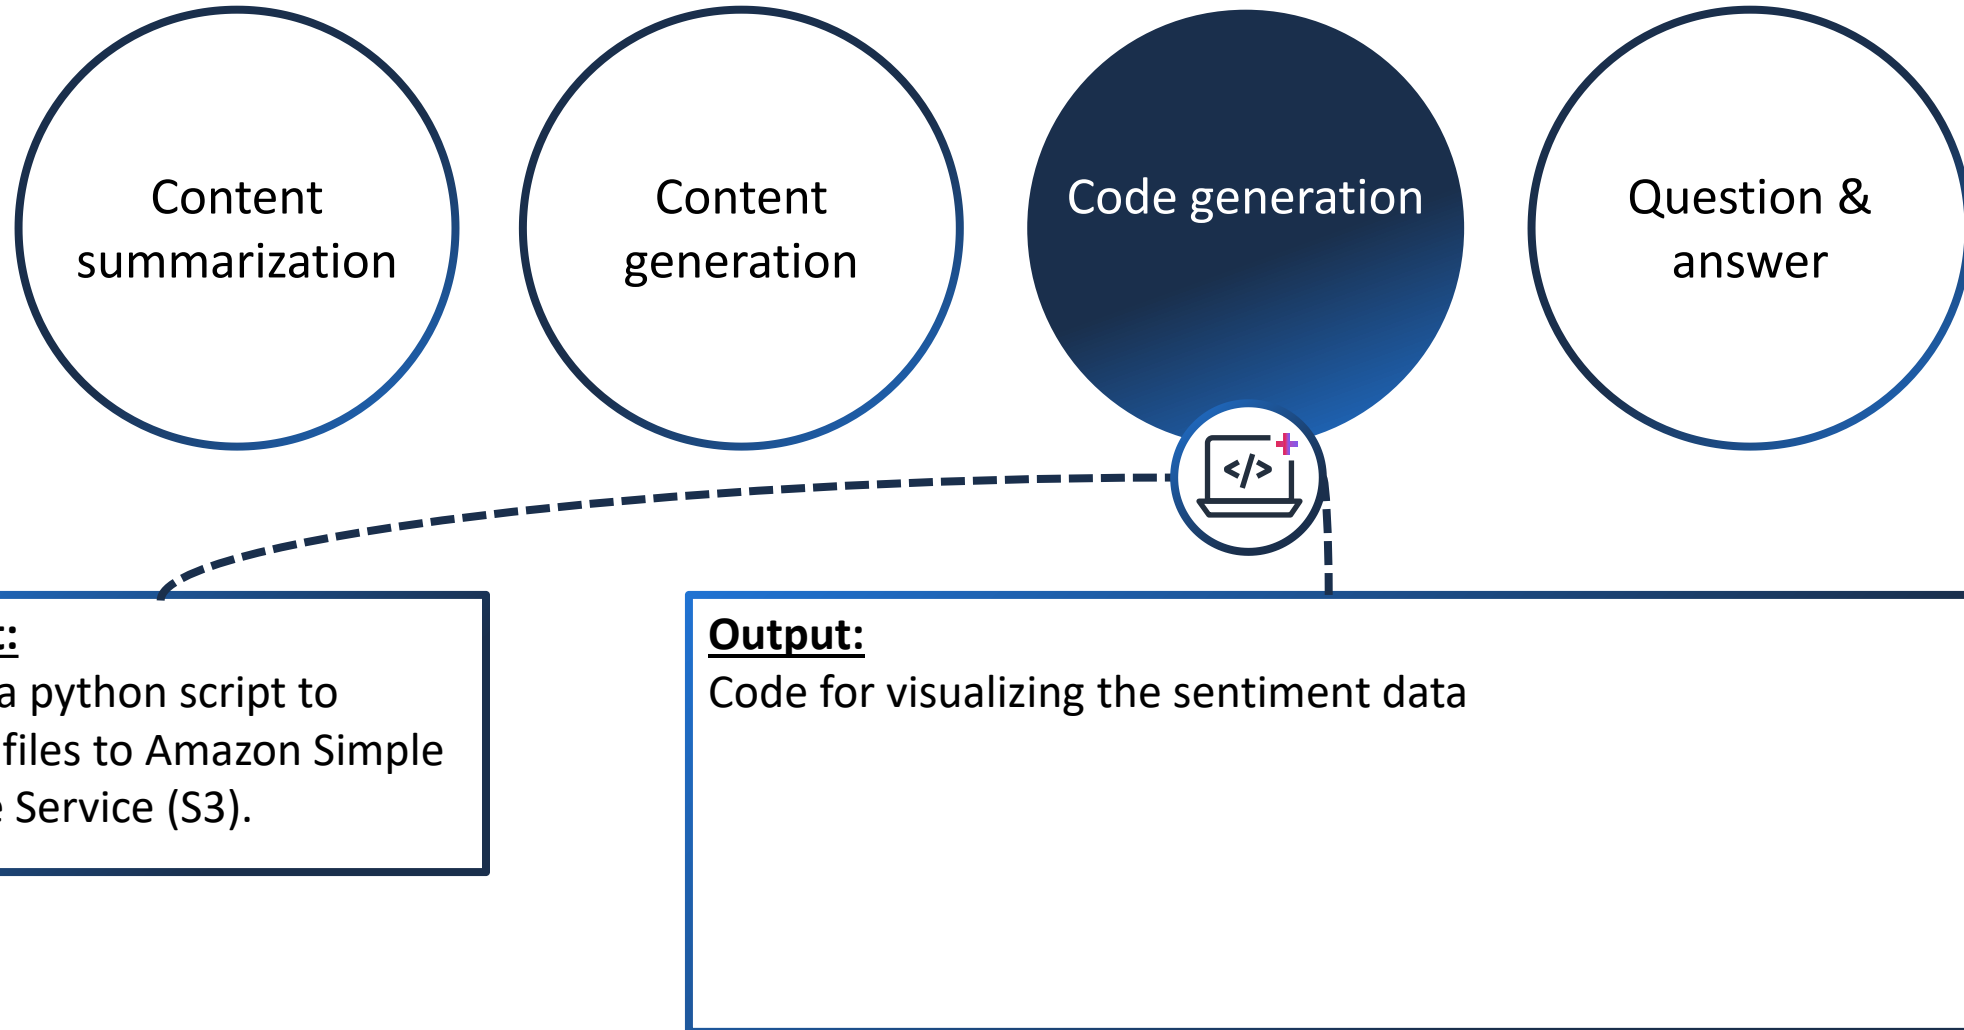 Content
summarization
Content
generation
Code generation
Question &
answer
</>
t:
a python script to
files to Amazon Simple
e Service (S3).
Output:
Code for visualizing the sentiment data